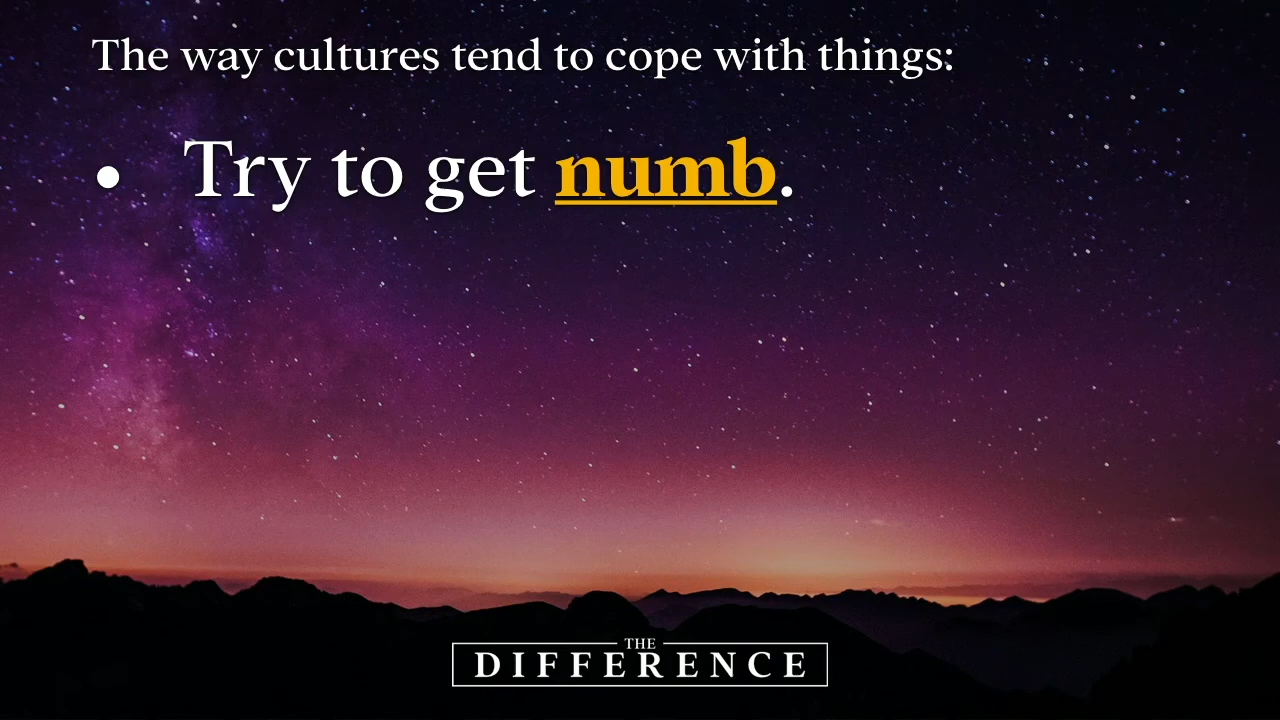 The way cultures tend to cope with things:
• Try to get numb.
THE
DIFFERENCE